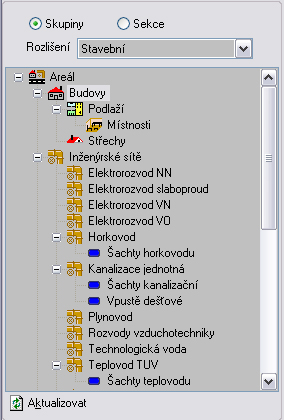 Skupiny Sekce
Rozlišení Stavební
Areál
Budovy
Podlaží
Místnosti
Střechy
Inženýrské sítě
Elektrorozvod NN
Elektrorozvod slaboproud
Elektrorozvod VN
Elektrorozvod VO
Horkovod
Šachty horkovodu
Kanalizace jednotná
Šachty kanalizační
Vpustě dešťové
Plynovod
Rozvody vzduchotechniky
Technologická voda
Teplovod TUV
Šachty teplovodu
Aktualizovat